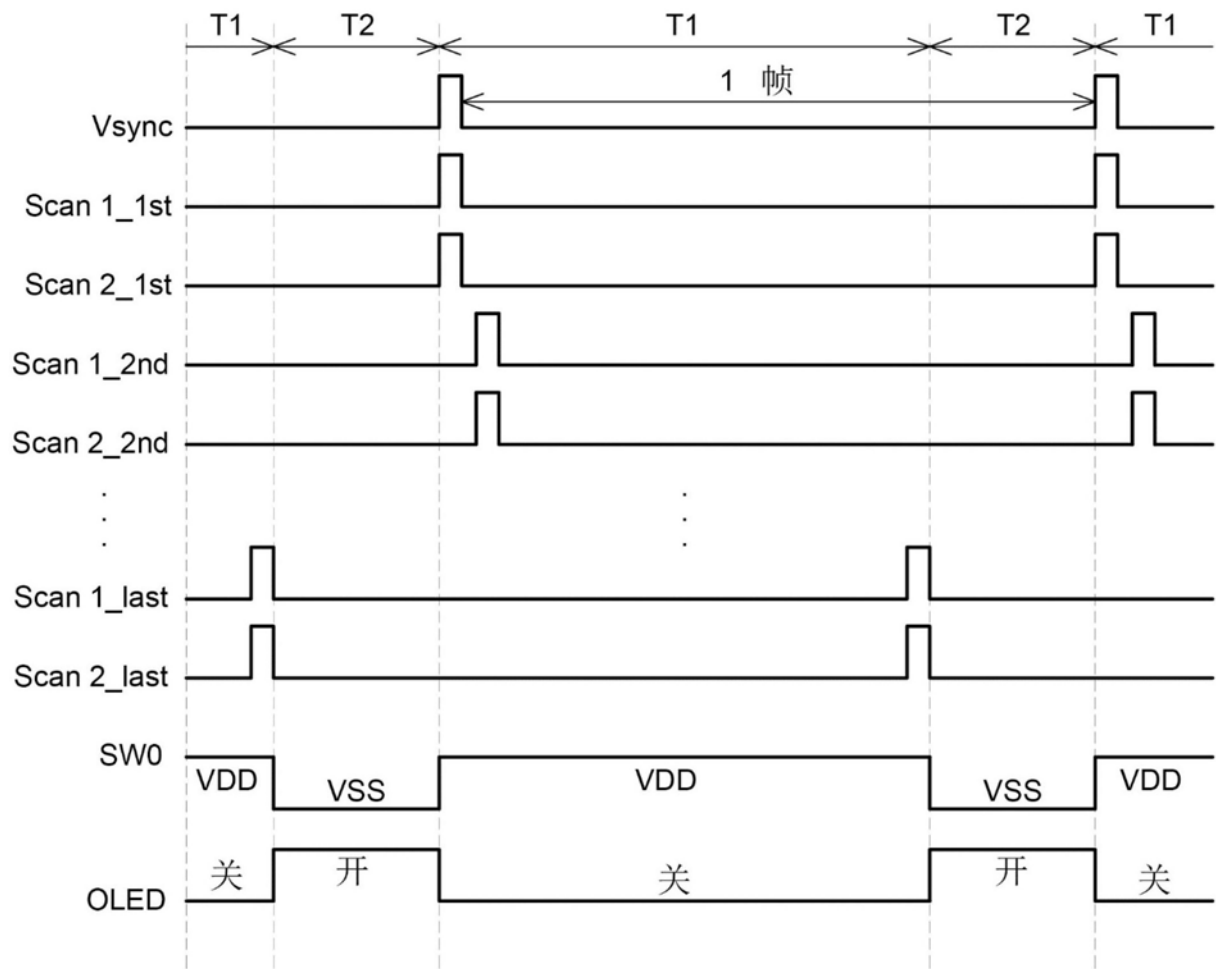 T1 T2 T1 T2 T1
1 帧
Vsync
Scan 1_1st
Scan 2_1st
Scan 1_2nd
Scan 2_2nd
Scan 1_last
Scan 2_last
SW0
VDD VSS VDD VSS VDD
关 开 关 开 关
OLED